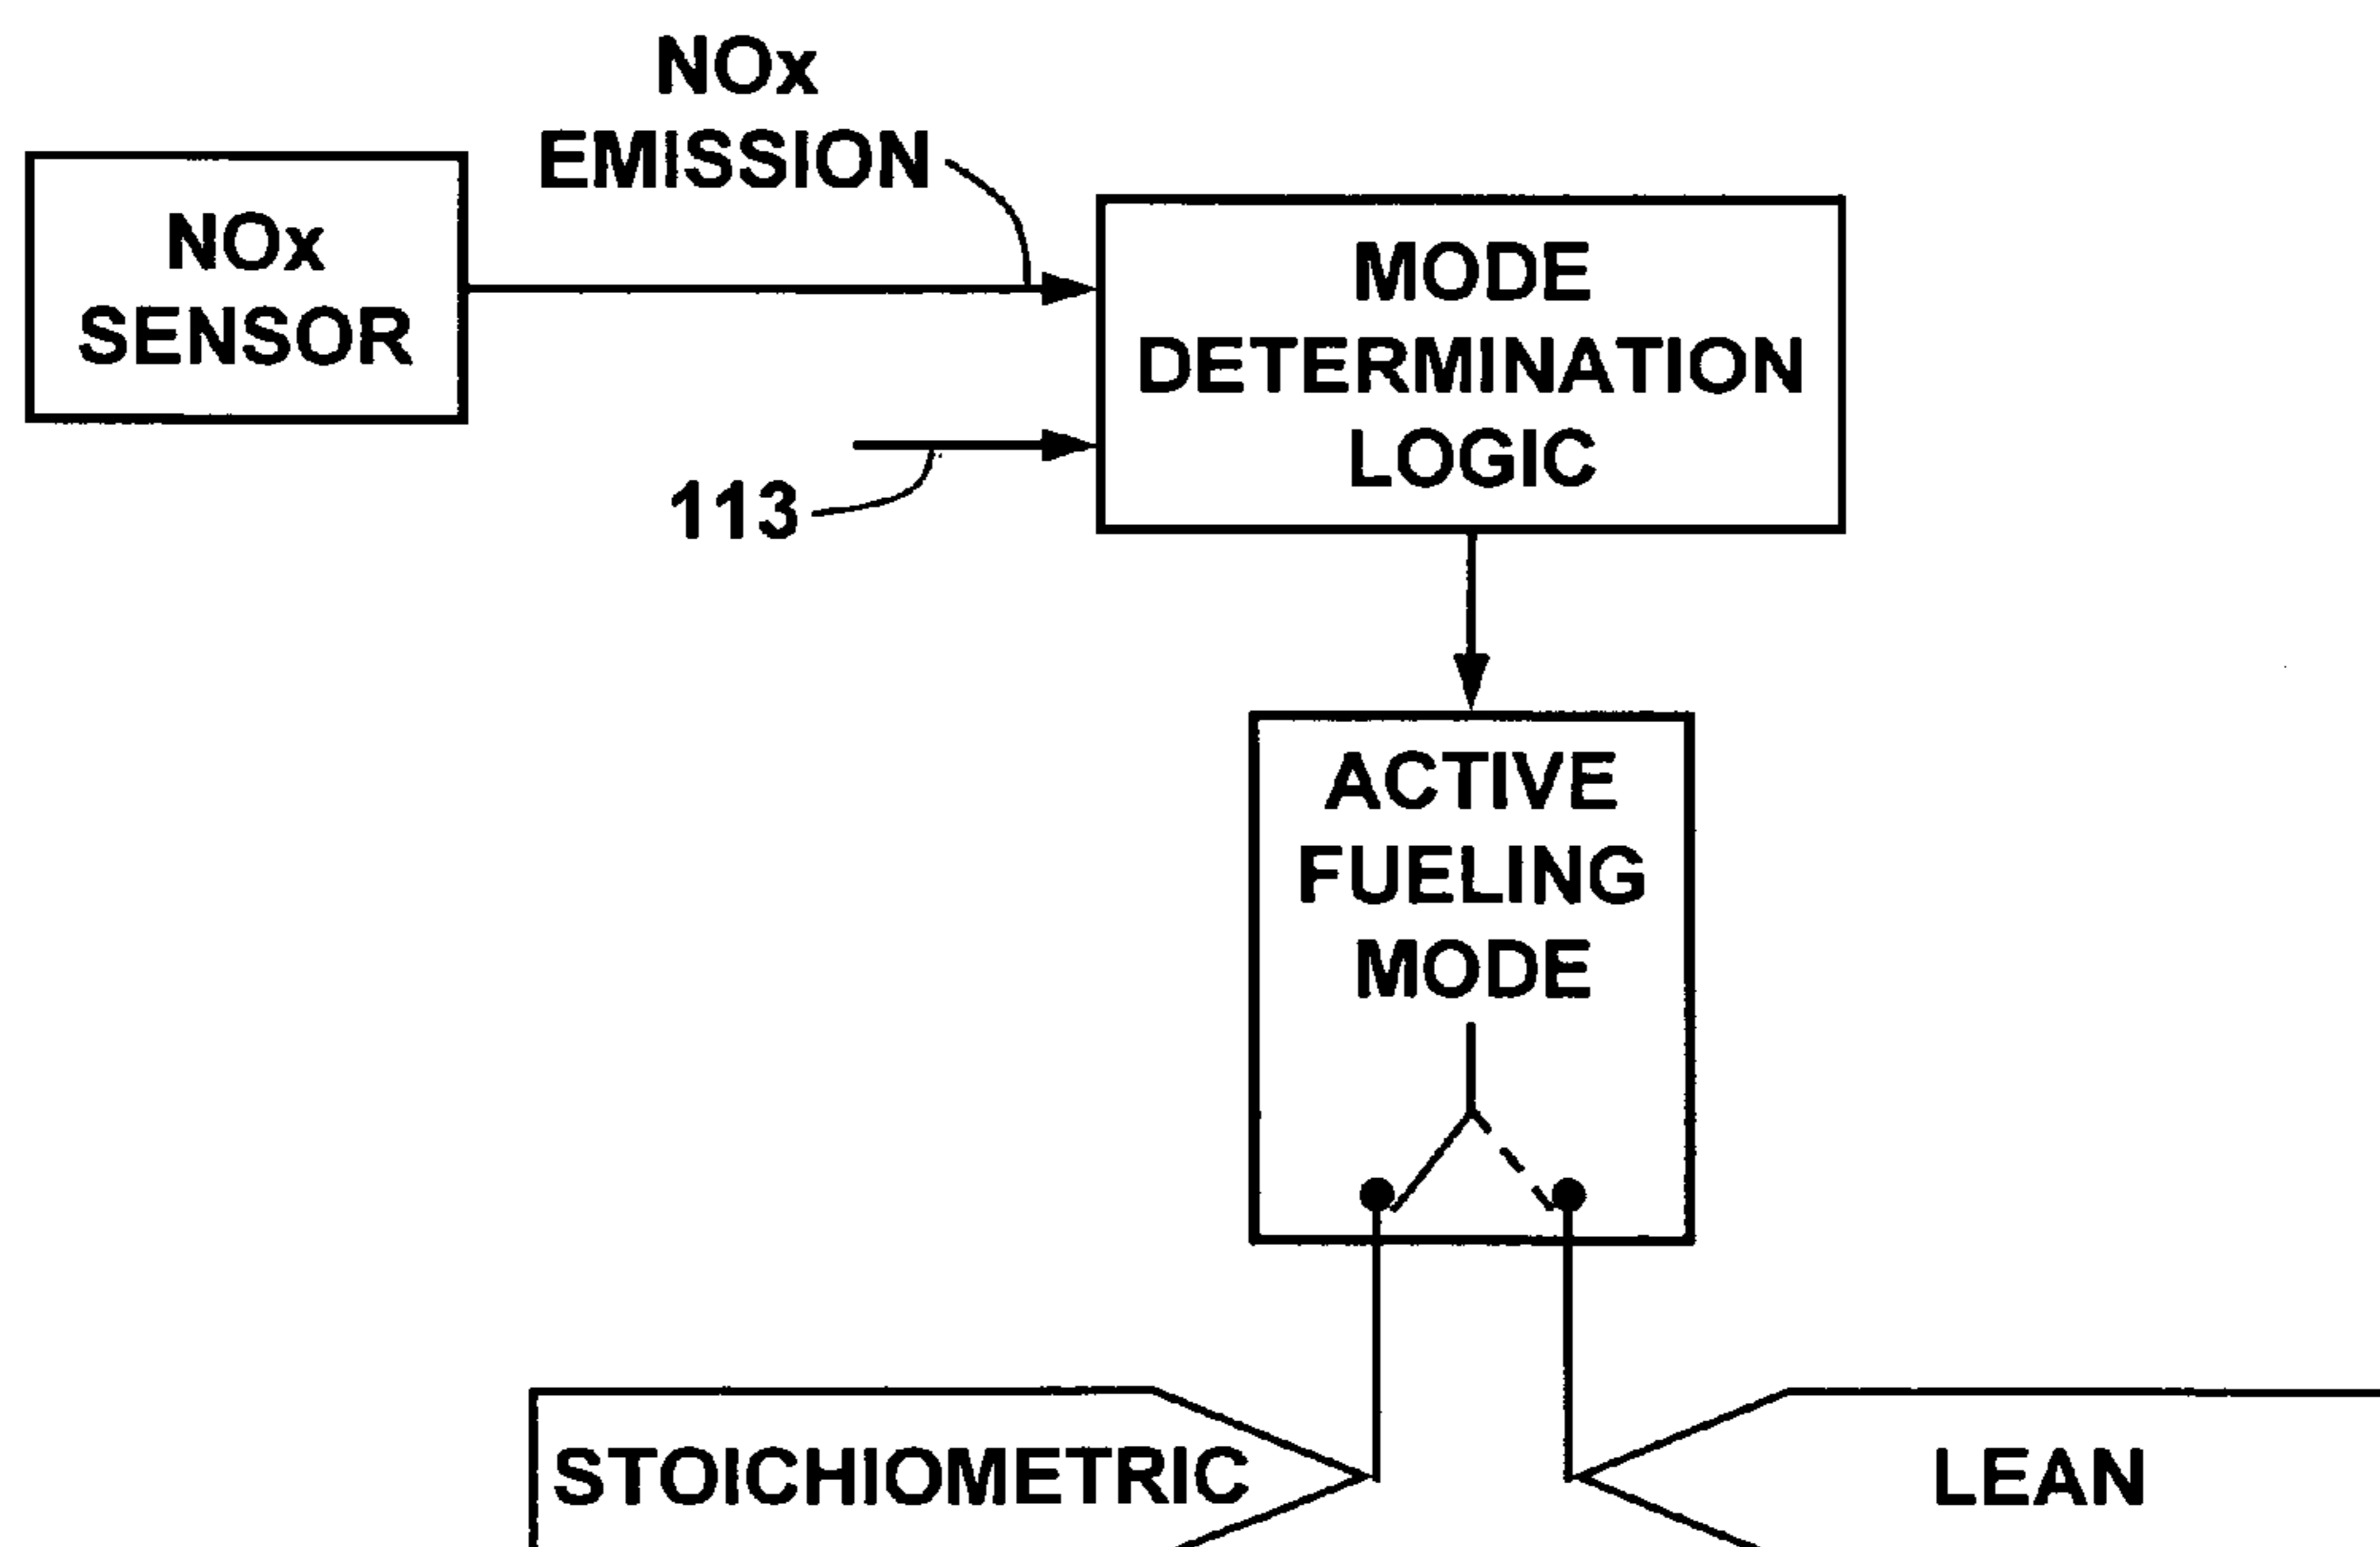 NOx
EMISSION
NOx
SENSOR
MODE
DETERMINATION
LOGIC
113
ACTIVE
FUELING
MODE
STOICHIOMETRIC
LEAN